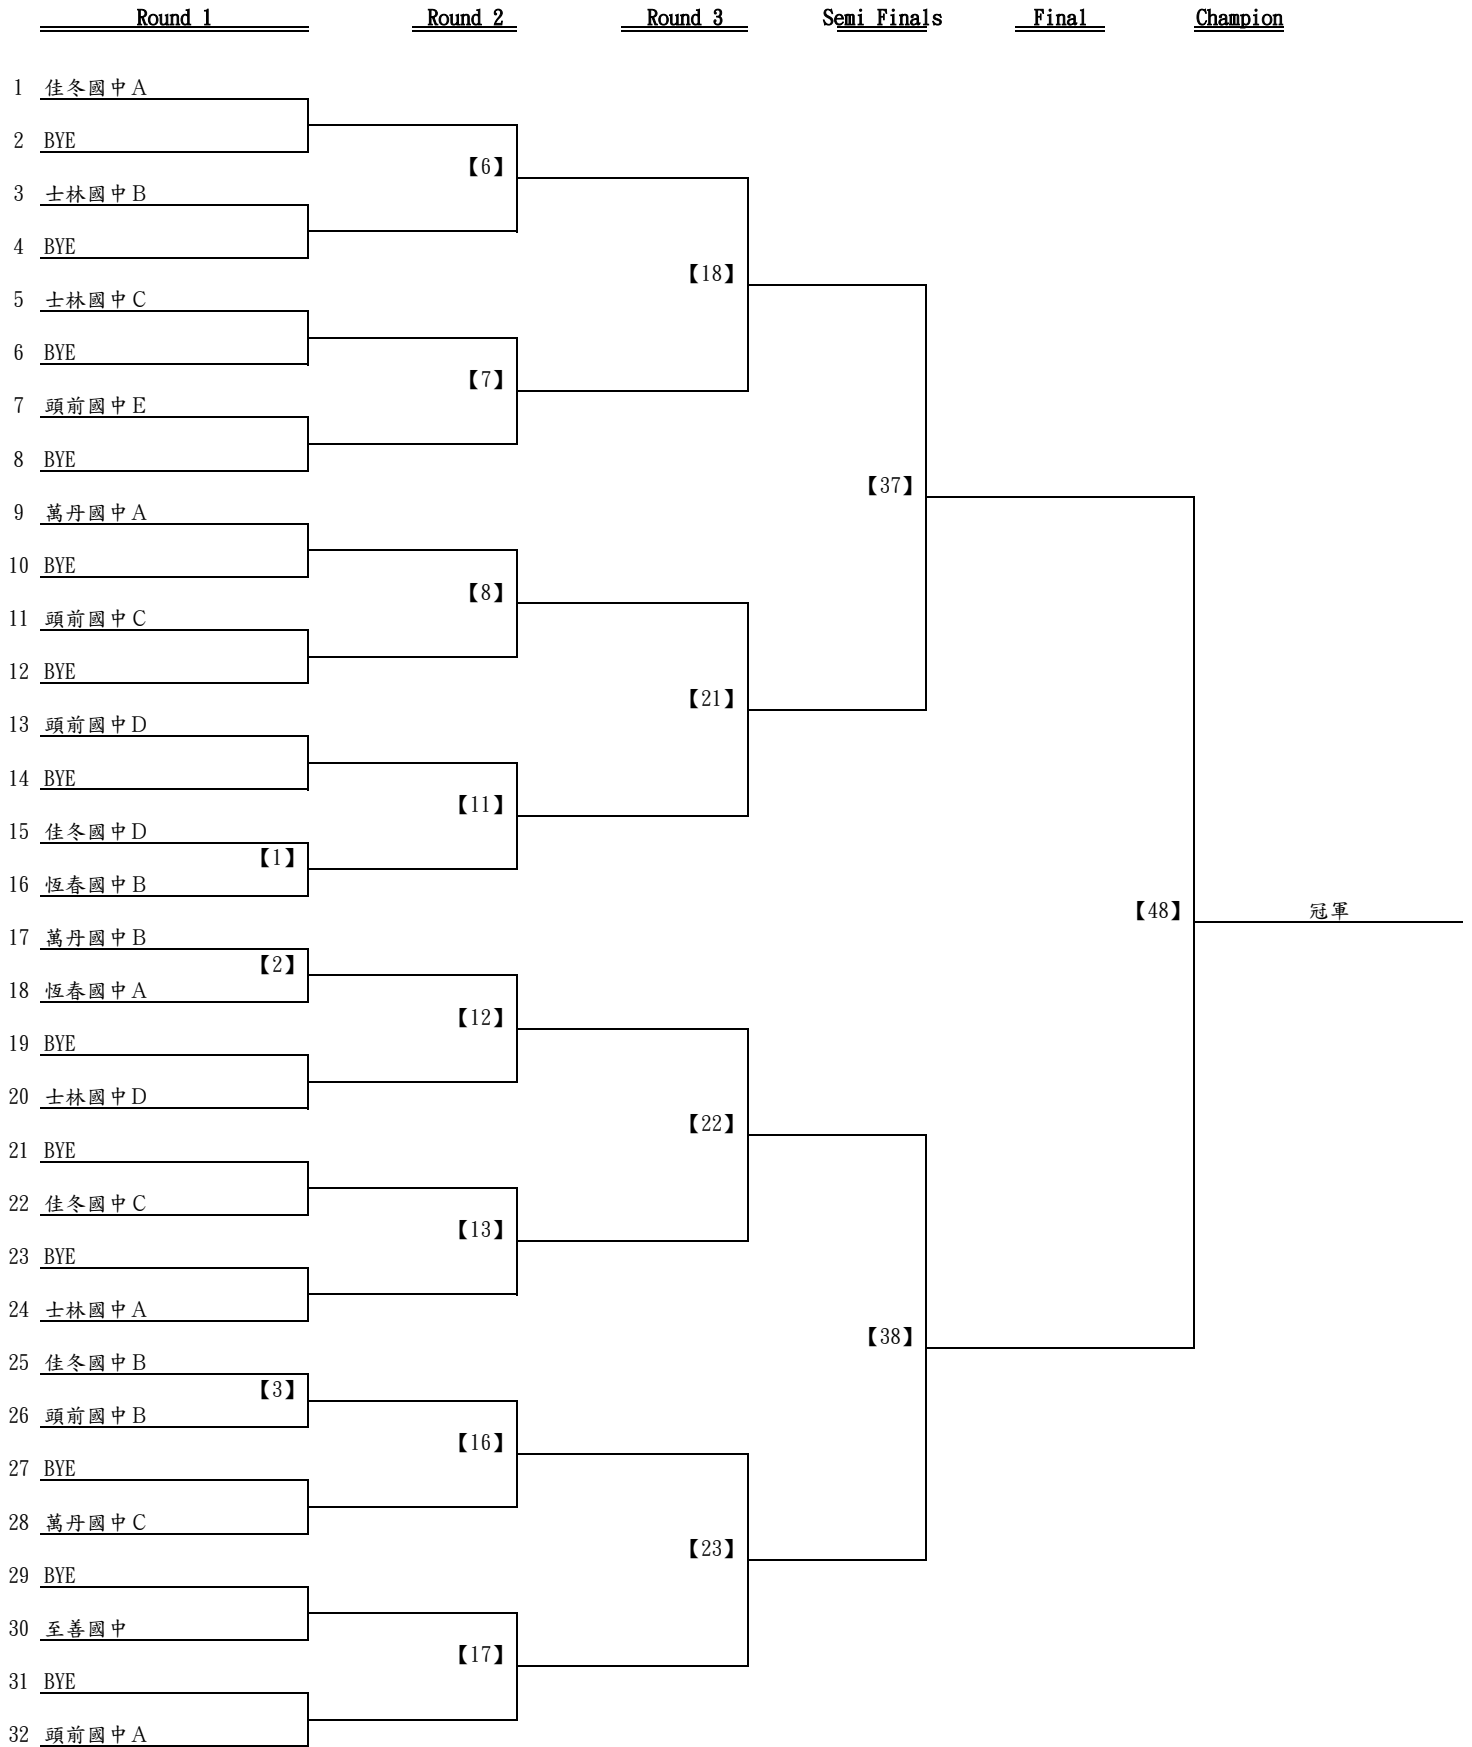 Round 1 Round 2 Round 3 Semi Finals Final Champion
1 佳冬國中A
2 BYE
【6】
3 士林國中B
4 BYE
【18】
5 士林國中C
6 BYE
【7】
7 頭前國中E
8 BYE
【37】
9 萬丹國中A
10 BYE
【8】
11 頭前國中C
12 BYE
【21】
13 頭前國中D
14 BYE
【11】
15 佳冬國中D
【1】
16 恆春國中B
【48】 冠軍
17 萬丹國中B
【2】
18 恆春國中A
【12】
19 BYE
20 士林國中D
【22】
21 BYE
22 佳冬國中C
【13】
23 BYE
24 士林國中A
【38】
25 佳冬國中B
【3】
26 頭前國中B
【16】
27 BYE
28 萬丹國中C
【23】
29 BYE
30 至善國中
【17】
31 BYE
32 頭前國中A